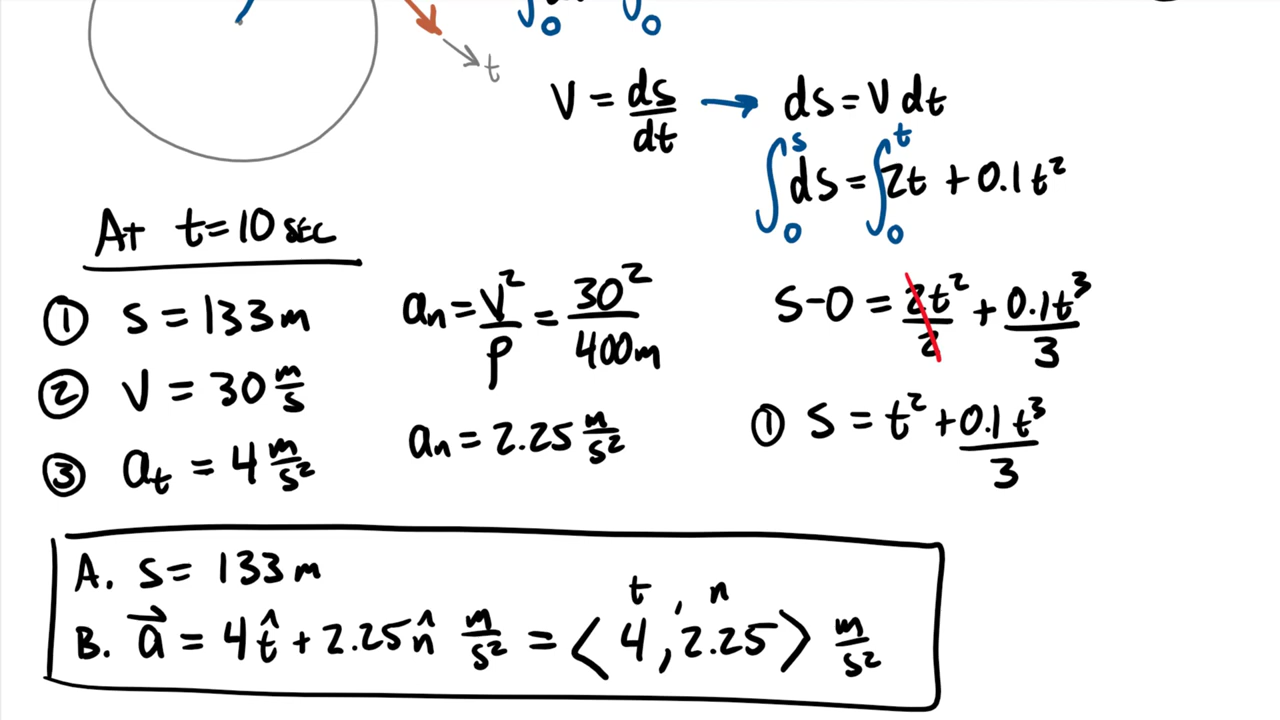 ∫₀ ∫₀
t
V = ds/dt → ds = V dt
∫₀ˢ ds = ∫₀ᵗ 2t + 0.1t²
At t = 10 SEC
① s = 133 m
② V = 30 m/s
③ aₜ = 4 m/s²
aₙ = V²/ρ = 30²/400m
aₙ = 2.25 m/s²
S - 0 = 2t²/2 + 0.1t³/3
① S = t² + 0.1t³/3
A. s = 133 m
t , n
B. a⃗ = 4t̂ + 2.25n̂ m/s² = ⟨4, 2.25⟩ m/s²